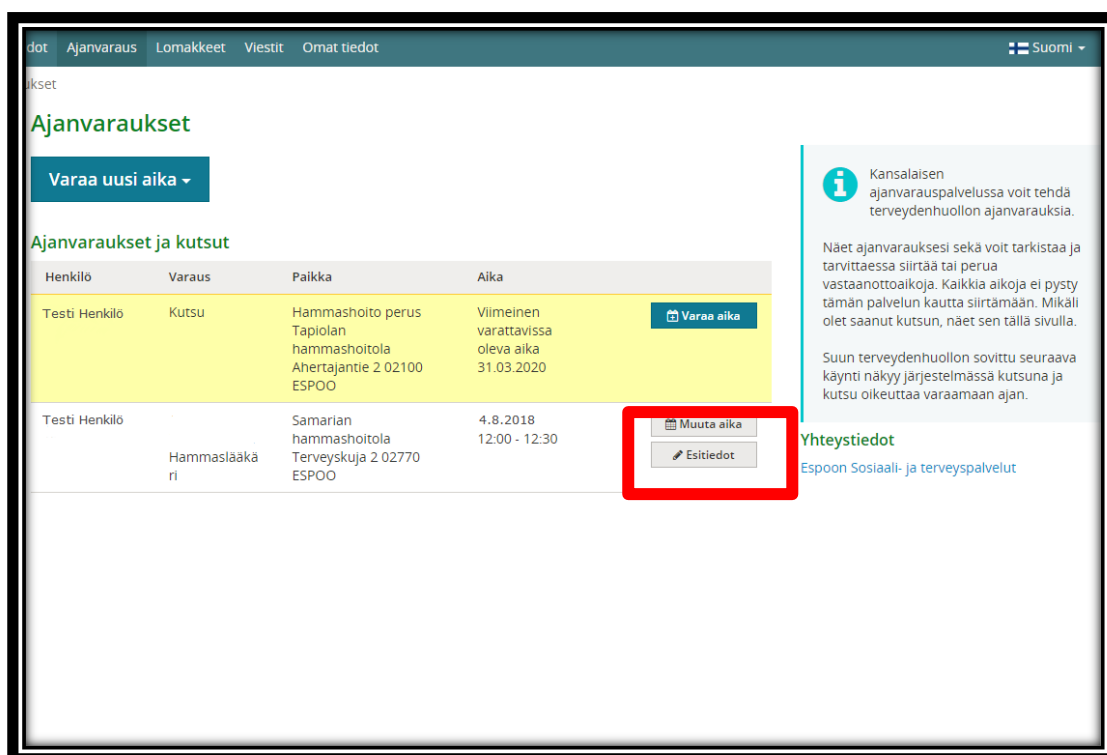 dot Ajanvaraus Lomakkeet Viestit Omat tiedot Suomi
ukset
Ajanvaraukset
Varaa uusi aika
Ajanvaraukset ja kutsut
Henkilö Varaus Paikka Aika
Testi Henkilö Kutsu Hammashoito perus Viimeinen Varaa aika
Tapiolan varattavissa
hammashoitola oleva aika
Ahertajantie 2 02100 31.03.2020
ESPOO
Testi Henkilö Samarian 4.8.2018 Muuta aika
hammashoitola 12:00 - 12:30
Hammaslääkä Terveyskuja 2 02770 Esitiedot
ri ESPOO
Kansalaisen
ajanvarauspalvelussa voit tehdä
terveydenhuollon ajanvarauksia.
Näet ajanvarauksesi sekä voit tarkistaa ja
tarvittaessa siirtää tai perua
vastaanottoaikoja. Kaikkia aikoja ei pysty
tämän palvelun kautta siirtämään. Mikäli
olet saanut kutsun, näet sen tällä sivulla.
Suun terveydenhuollon sovittu seuraava
käynti näkyy järjestelmässä kutsuna ja
kutsu oikeuttaa varaamaan ajan.
Yhteystiedot
Espoon Sosiaali- ja terveyspalvelut